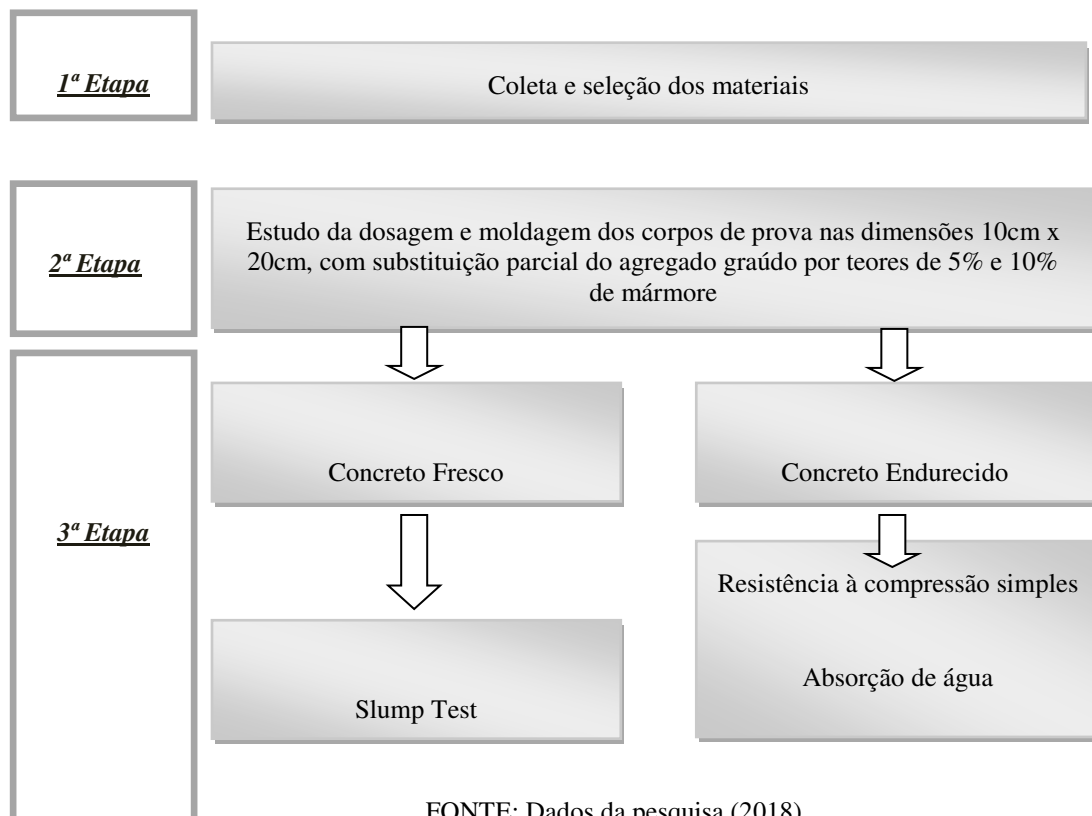 1ª Etapa
Coleta e seleção dos materiais
2ª Etapa
Estudo da dosagem e moldagem dos corpos de prova nas dimensões 10cm x
20cm, com substituição parcial do agregado graúdo por teores de 5% e 10%
de mármore
3ª Etapa
Concreto Fresco
Concreto Endurecido
Slump Test
Resistência à compressão simples
Absorção de água
FONTE: Dados da pesquisa (2018)